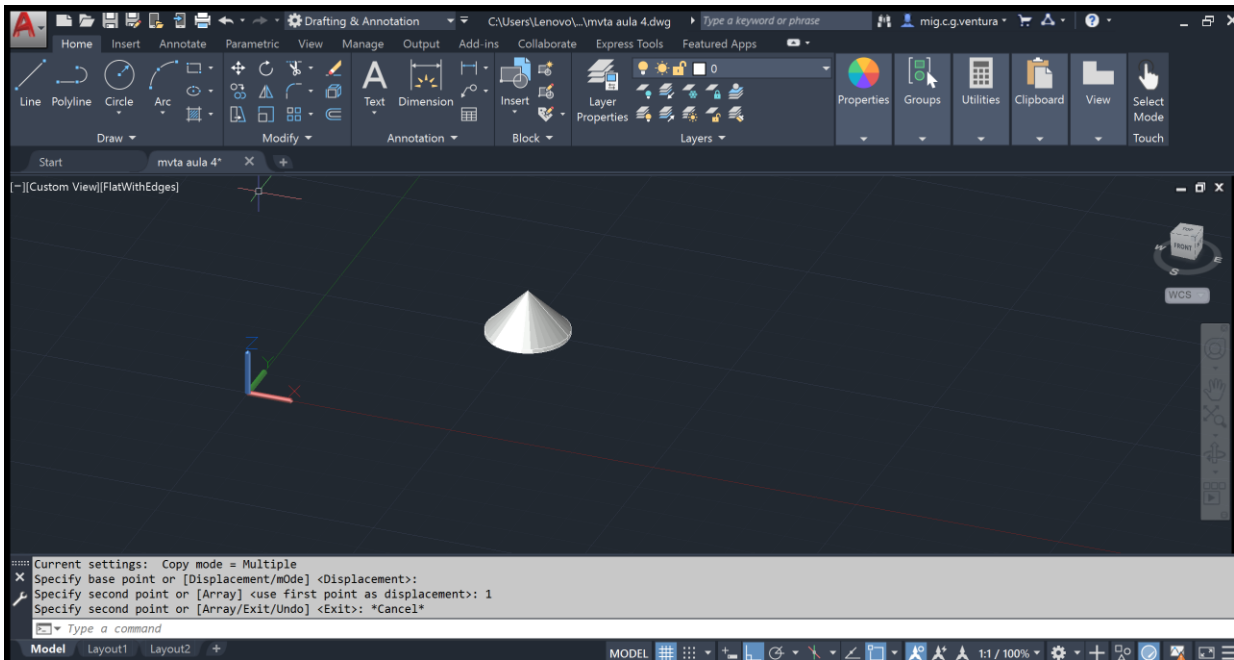 A Drafting & Annotation C:\Users\Lenovo\...\mvta aula 4.dwg Type a keyword or phrase mig.c.g.ventura
Home Insert Annotate Parametric View Manage Output Add-ins Collaborate Express Tools Featured Apps
Line Polyline Circle Arc A Text Dimension Insert Layer Properties 0 Properties Groups Utilities Clipboard View Select Mode
Draw Modify Annotation Block Layers Touch
Start mvta aula 4* +
[-][Custom View][FlatWithEdges]
TOP
FRONT
W E
S
WCS
Z
Y
X
Current settings:  Copy mode = Multiple
Specify base point or [Displacement/mOde] <Displacement>:
Specify second point or [Array] <use first point as displacement>: 1
Specify second point or [Array/Exit/Undo] <Exit>: *Cancel*
Type a command
Model Layout1 Layout2 + MODEL 1:1 / 100%